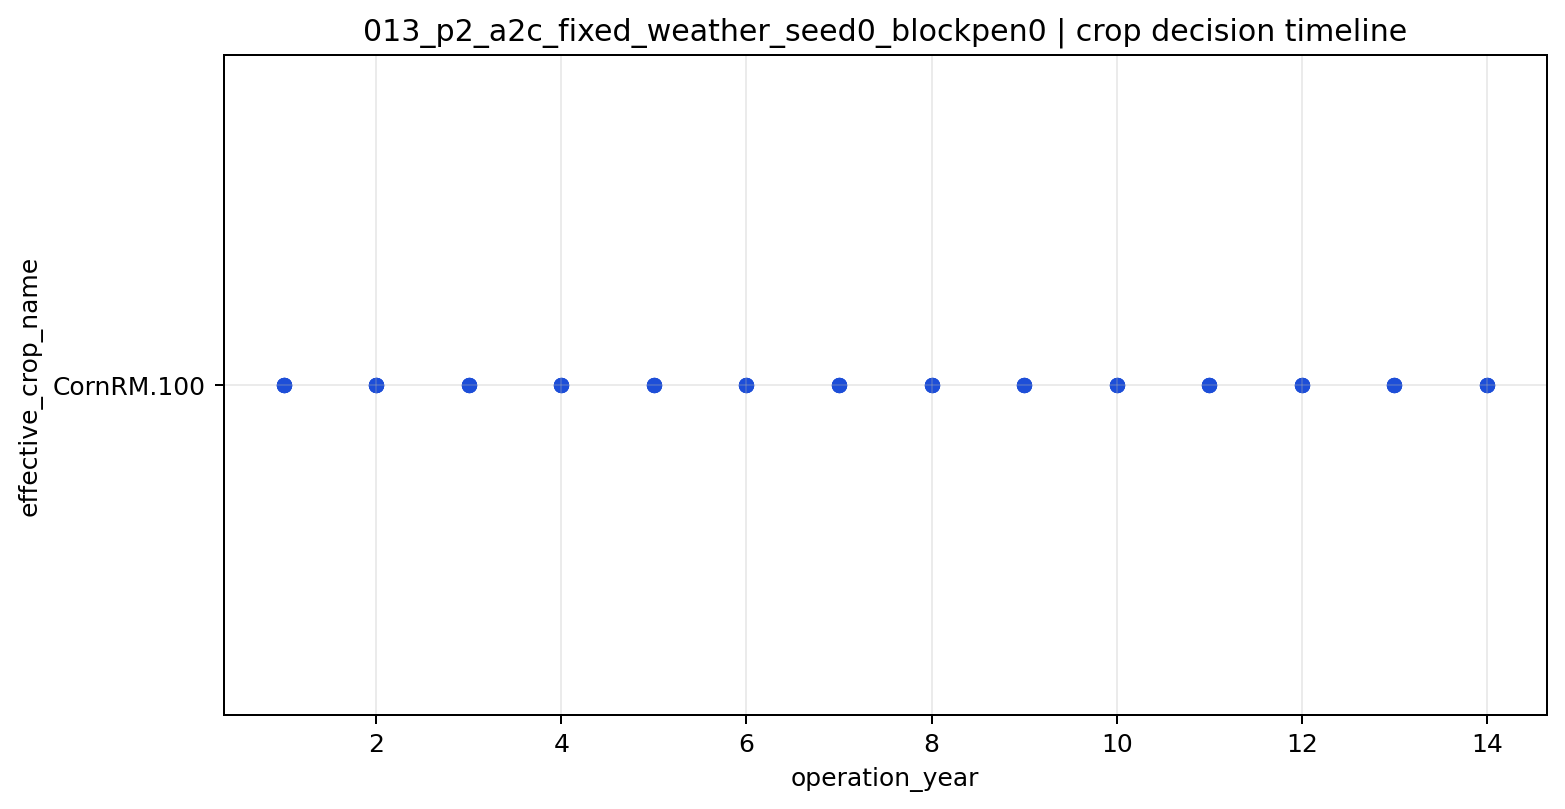 013_p2_a2c_fixed_weather_seed0_blockpen0 | crop decision timeline
effective_crop_name
CornRM.100
2 4 6 8 10 12 14
operation_year